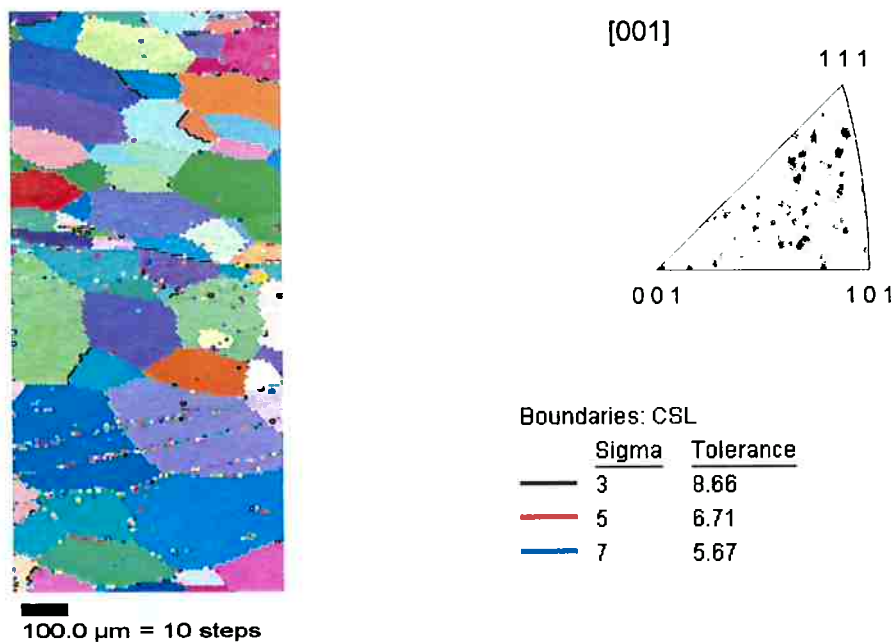 [001]
1 1 1
0 0 1
1 0 1
Boundaries: CSL
Sigma Tolerance
3 8.66
5 6.71
7 5.67
100.0 µm = 10 steps